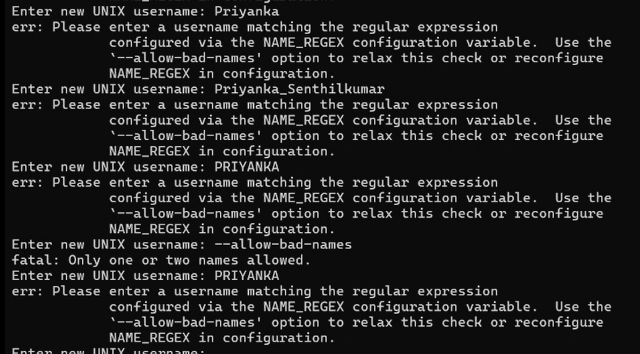 Enter new UNIX username: Priyanka
err: Please enter a username matching the regular expression
configured via the NAME_REGEX configuration variable.  Use the
`--allow-bad-names' option to relax this check or reconfigure
NAME_REGEX in configuration.
Enter new UNIX username: Priyanka_Senthilkumar
err: Please enter a username matching the regular expression
configured via the NAME_REGEX configuration variable.  Use the
`--allow-bad-names' option to relax this check or reconfigure
NAME_REGEX in configuration.
Enter new UNIX username: PRIYANKA
err: Please enter a username matching the regular expression
configured via the NAME_REGEX configuration variable.  Use the
`--allow-bad-names' option to relax this check or reconfigure
NAME_REGEX in configuration.
Enter new UNIX username: --allow-bad-names
fatal: Only one or two names allowed.
Enter new UNIX username: PRIYANKA
err: Please enter a username matching the regular expression
configured via the NAME_REGEX configuration variable.  Use the
`--allow-bad-names' option to relax this check or reconfigure
NAME_REGEX in configuration.
Enter new UNIX username: